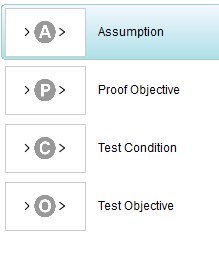 > A > Assumption
> P > Proof Objective
> C > Test Condition
> O > Test Objective